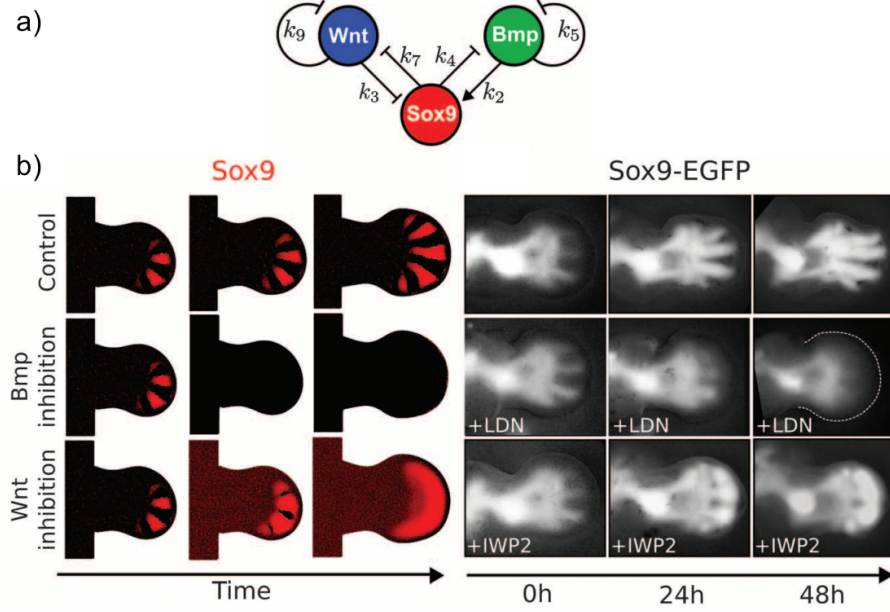 a)
k9
Wnt
k7
k4
Bmp
k5
k3
k2
Sox9
b)
Sox9
Sox9-EGFP
Control
Bmp
inhibition
+LDN
+LDN
+LDN
Wnt
inhibition
+IWP2
+IWP2
+IWP2
Time
0h
24h
48h